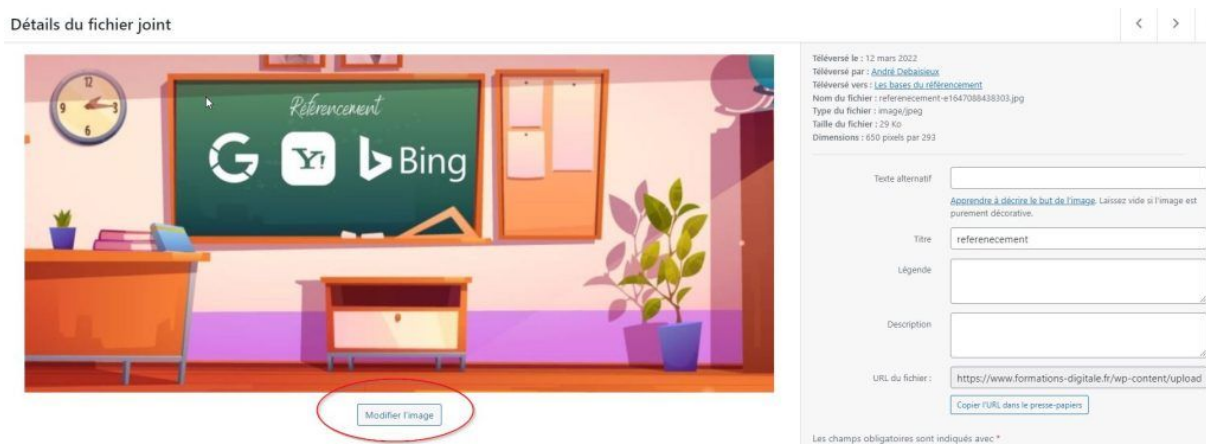 Détails du fichier joint
12
9
3
6
Référencement
G Y! Bing
Modifier l'image
Téléversé le : 12 mars 2022
Téléversé par : André Debaisieux
Téléversé vers : Les bases du référencement
Nom du fichier : referenecement-e1647088438303.jpg
Type du fichier : image/jpeg
Taille du fichier : 29 Ko
Dimensions : 650 pixels par 293
Texte alternatif
Apprendre à décrire le but de l'image. Laissez vide si l'image est
purement décorative.
Titre referenecement
Légende
Description
URL du fichier : https://www.formations-digitale.fr/wp-content/upload
Copier l'URL dans le presse-papiers
Les champs obligatoires sont indiqués avec *